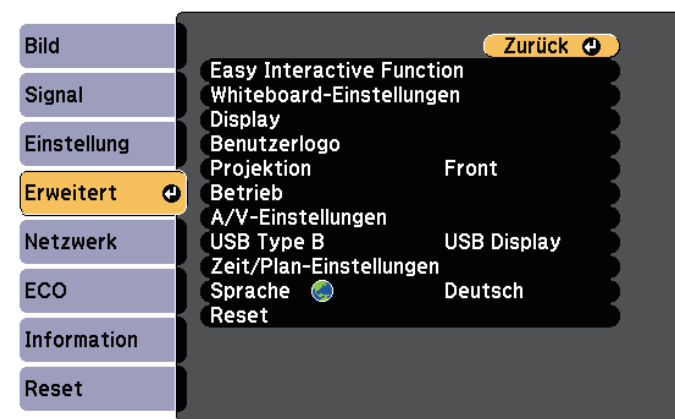 Bild
Signal
Einstellung
Erweitert
Netzwerk
ECO
Information
Reset
Zurück
Easy Interactive Function
Whiteboard-Einstellungen
Display
Benutzerlogo
Projektion Front
Betrieb
A/V-Einstellungen
USB Type B USB Display
Zeit/Plan-Einstellungen
Sprache Deutsch
Reset